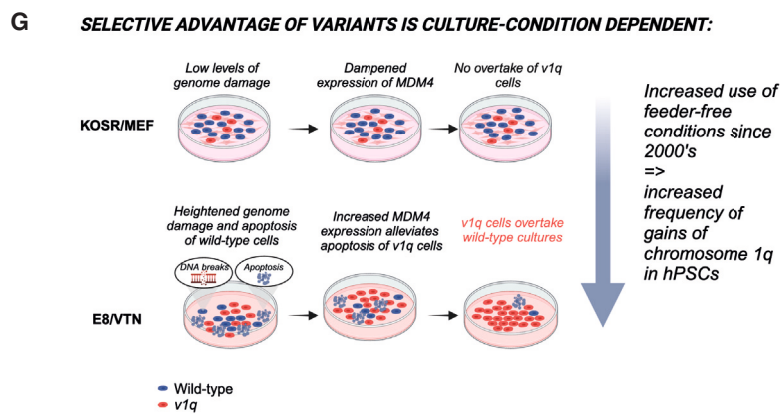 G
SELECTIVE ADVANTAGE OF VARIANTS IS CULTURE-CONDITION DEPENDENT:
KOSR/MEF
Low levels of
genome damage
Dampened
expression of MDM4
No overtake of v1q
cells
E8/VTN
Heightened genome
damage and apoptosis
of wild-type cells
DNA breaks
Apoptosis
Increased MDM4
expression alleviates
apoptosis of v1q cells
v1q cells overtake
wild-type cultures
Increased use of
feeder-free
conditions since
2000's
=>
increased
frequency of
gains of
chromosome 1q
in hPSCs
Wild-type
v1q